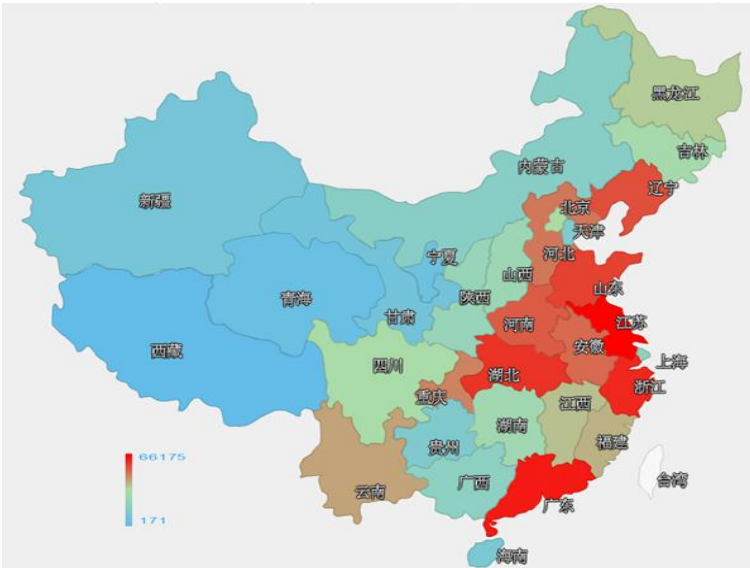 黑龙江
吉林
内蒙古
辽宁
新疆
北京
天津
宁夏
河北
山西
山东
青海
陕西
甘肃
河南
江苏
西藏
安徽
上海
四川
湖北
浙江
重庆
江西
湖南
福建
贵州
66175
广西
台湾
云南
广东
171
海南